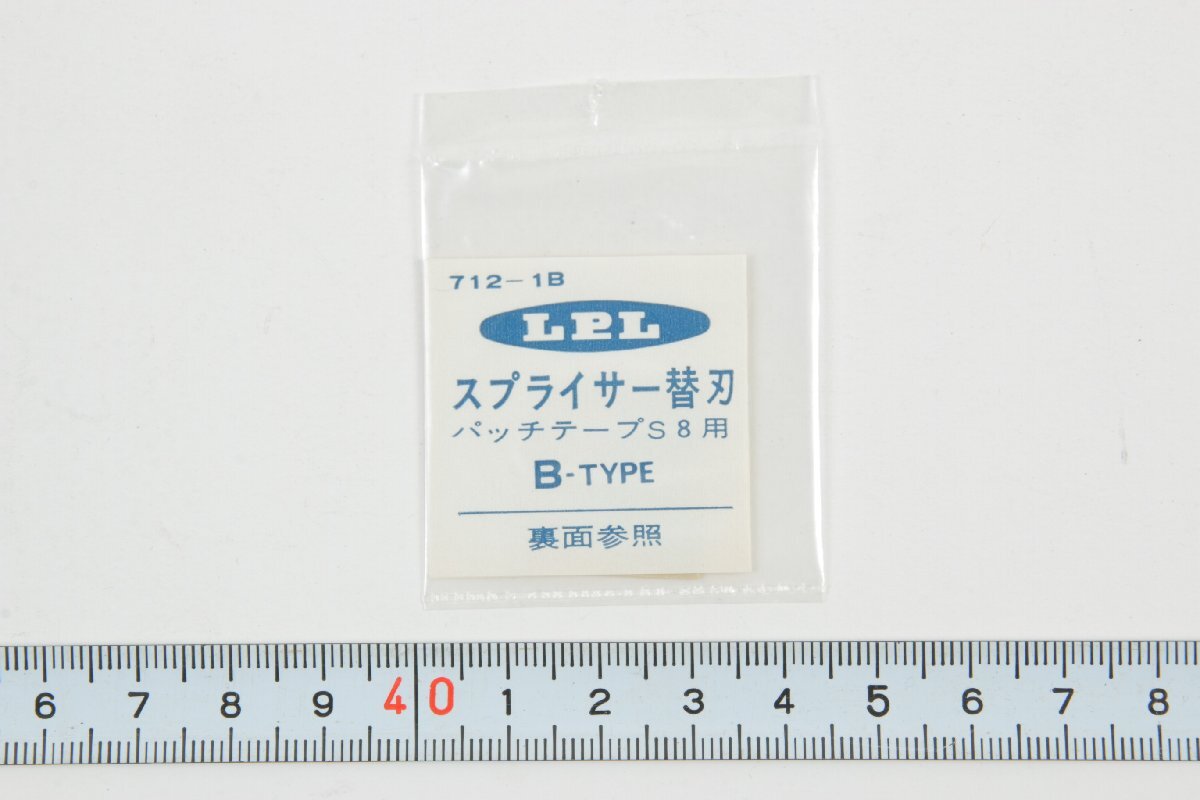 712-1B
LPL
スプライサー替刃
パッチテープS8用
B-TYPE
裏面参照
6 7 8 9 40 1 2 3 4 5 6 7 8